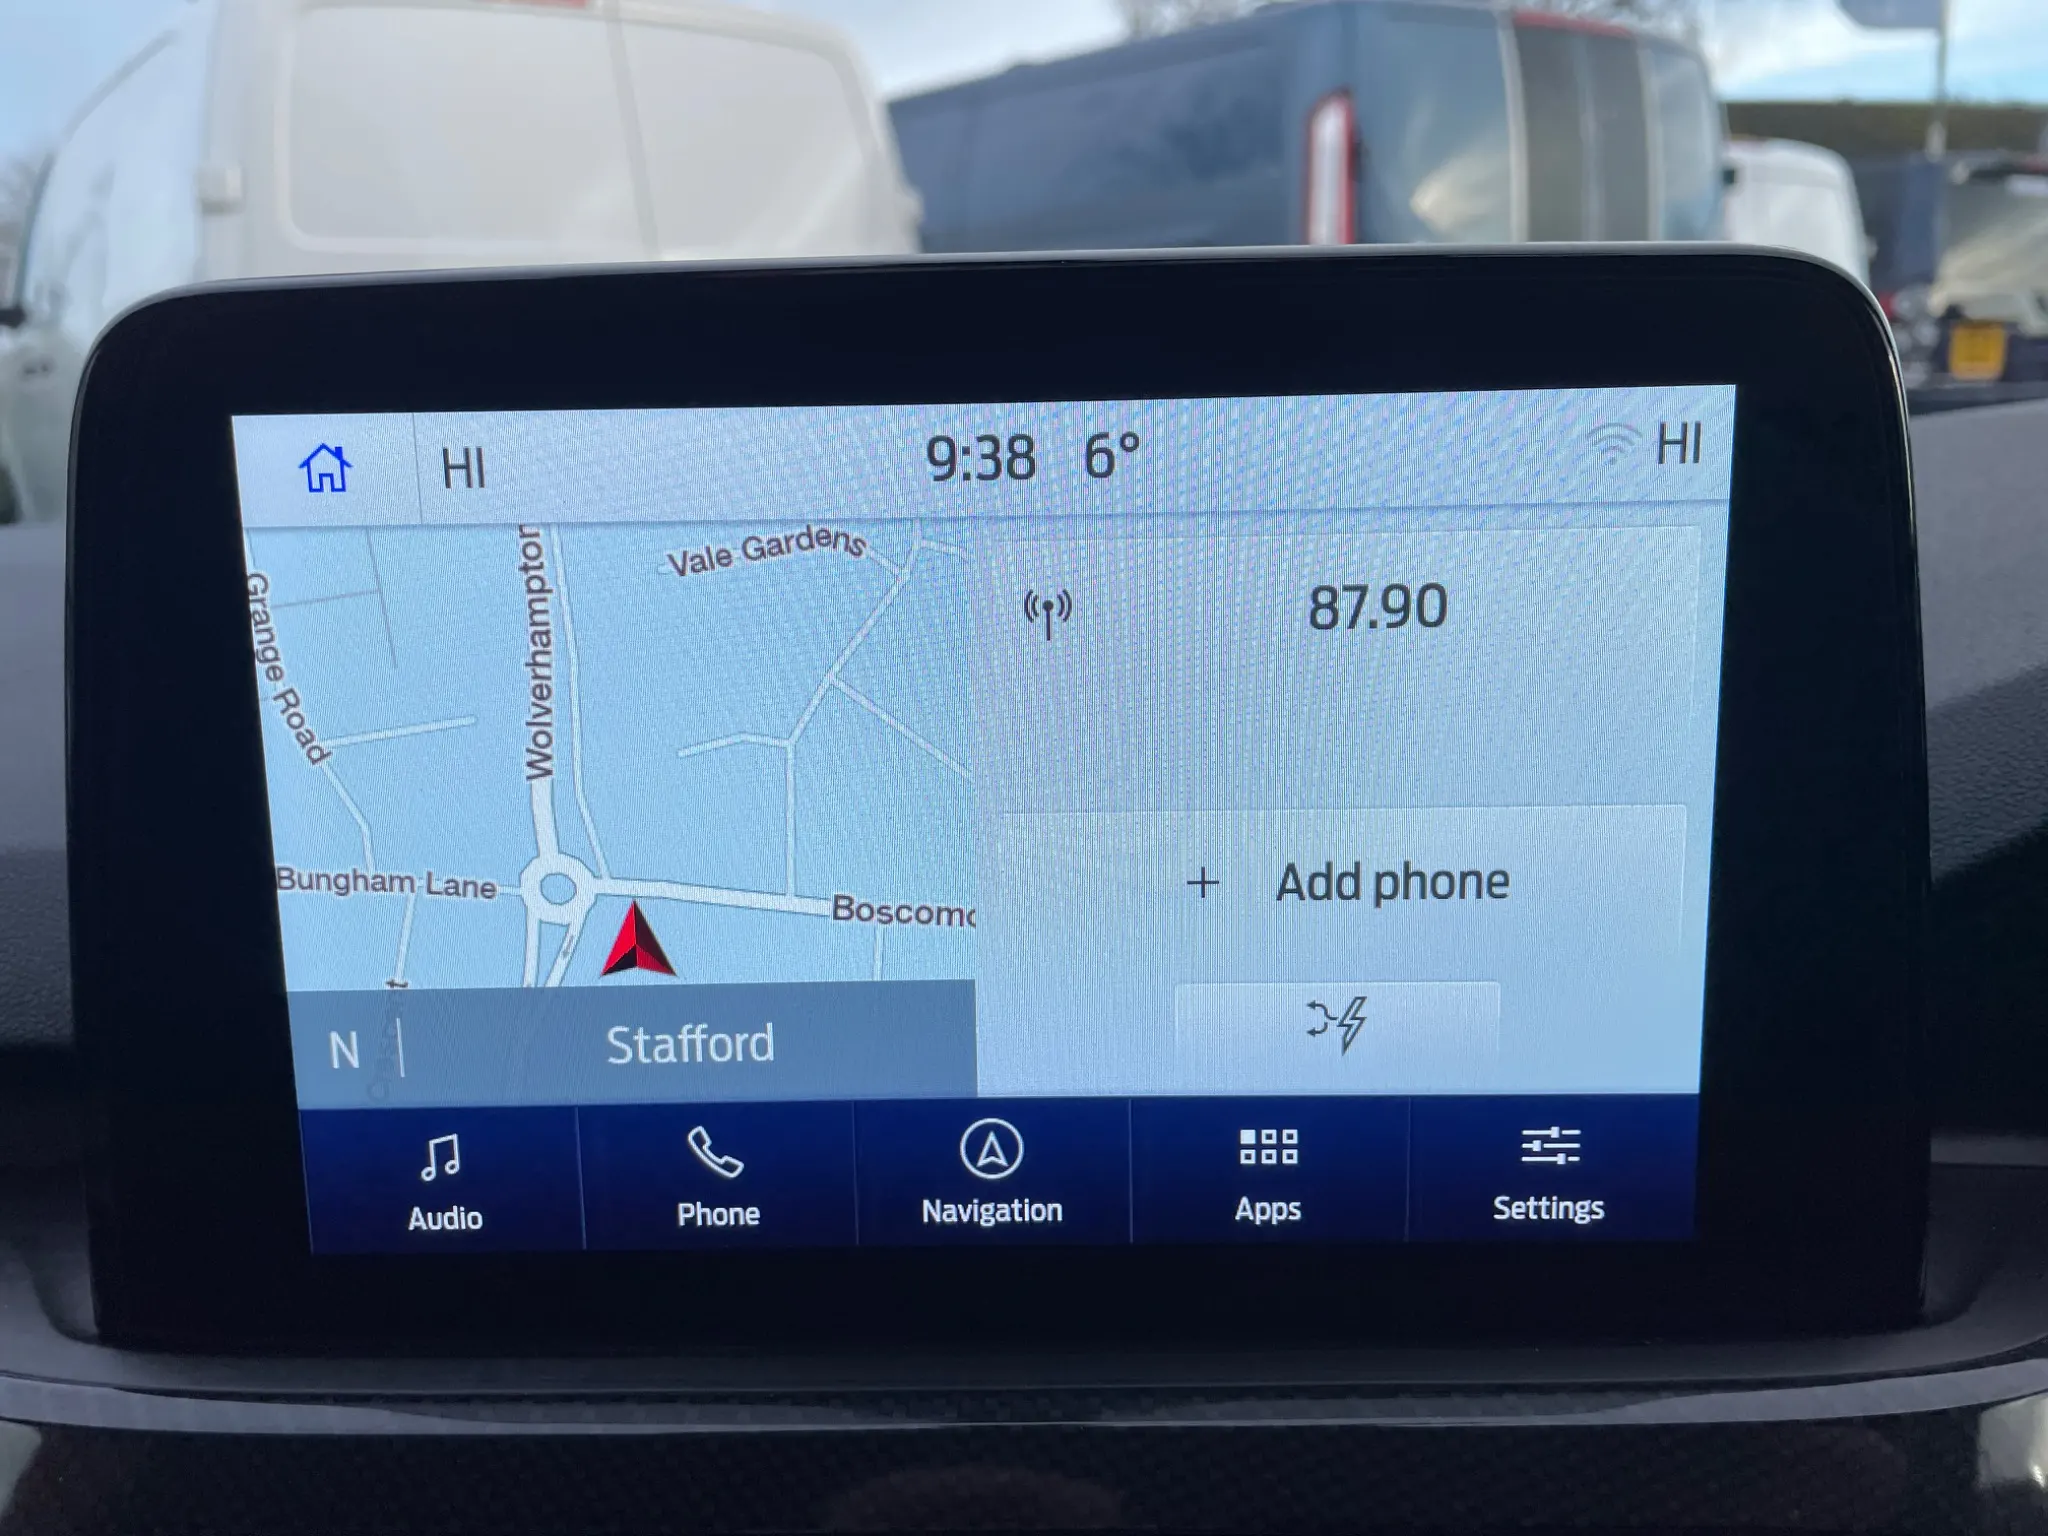 HI
9:38 6°
HI
Vale Gardens
Wolverhampton
Grange Road
87.90
Bungham Lane
Boscomo
+ Add phone
N | Stafford
Audio
Phone
Navigation
Apps
Settings